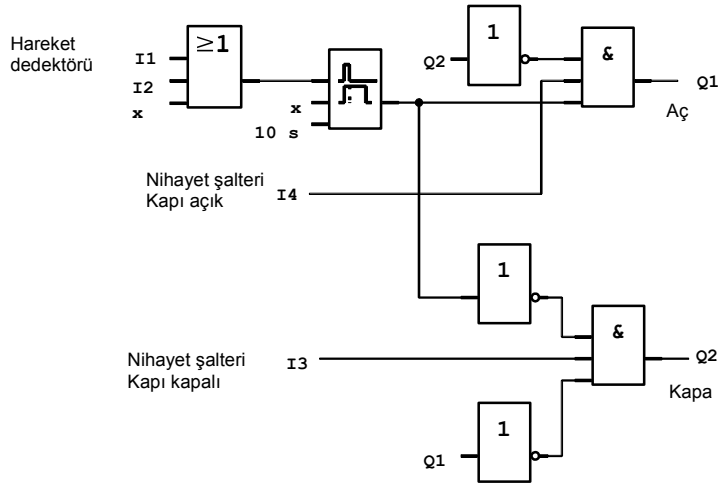 Hareket
dedektörü
I1
I2
x
≥1
x
10 s
Q2
1
&
Q1
Aç
Nihayet şalteri
Kapı açık
I4
1
&
Q2
Kapa
Nihayet şalteri
Kapı kapalı
I3
1
Q1